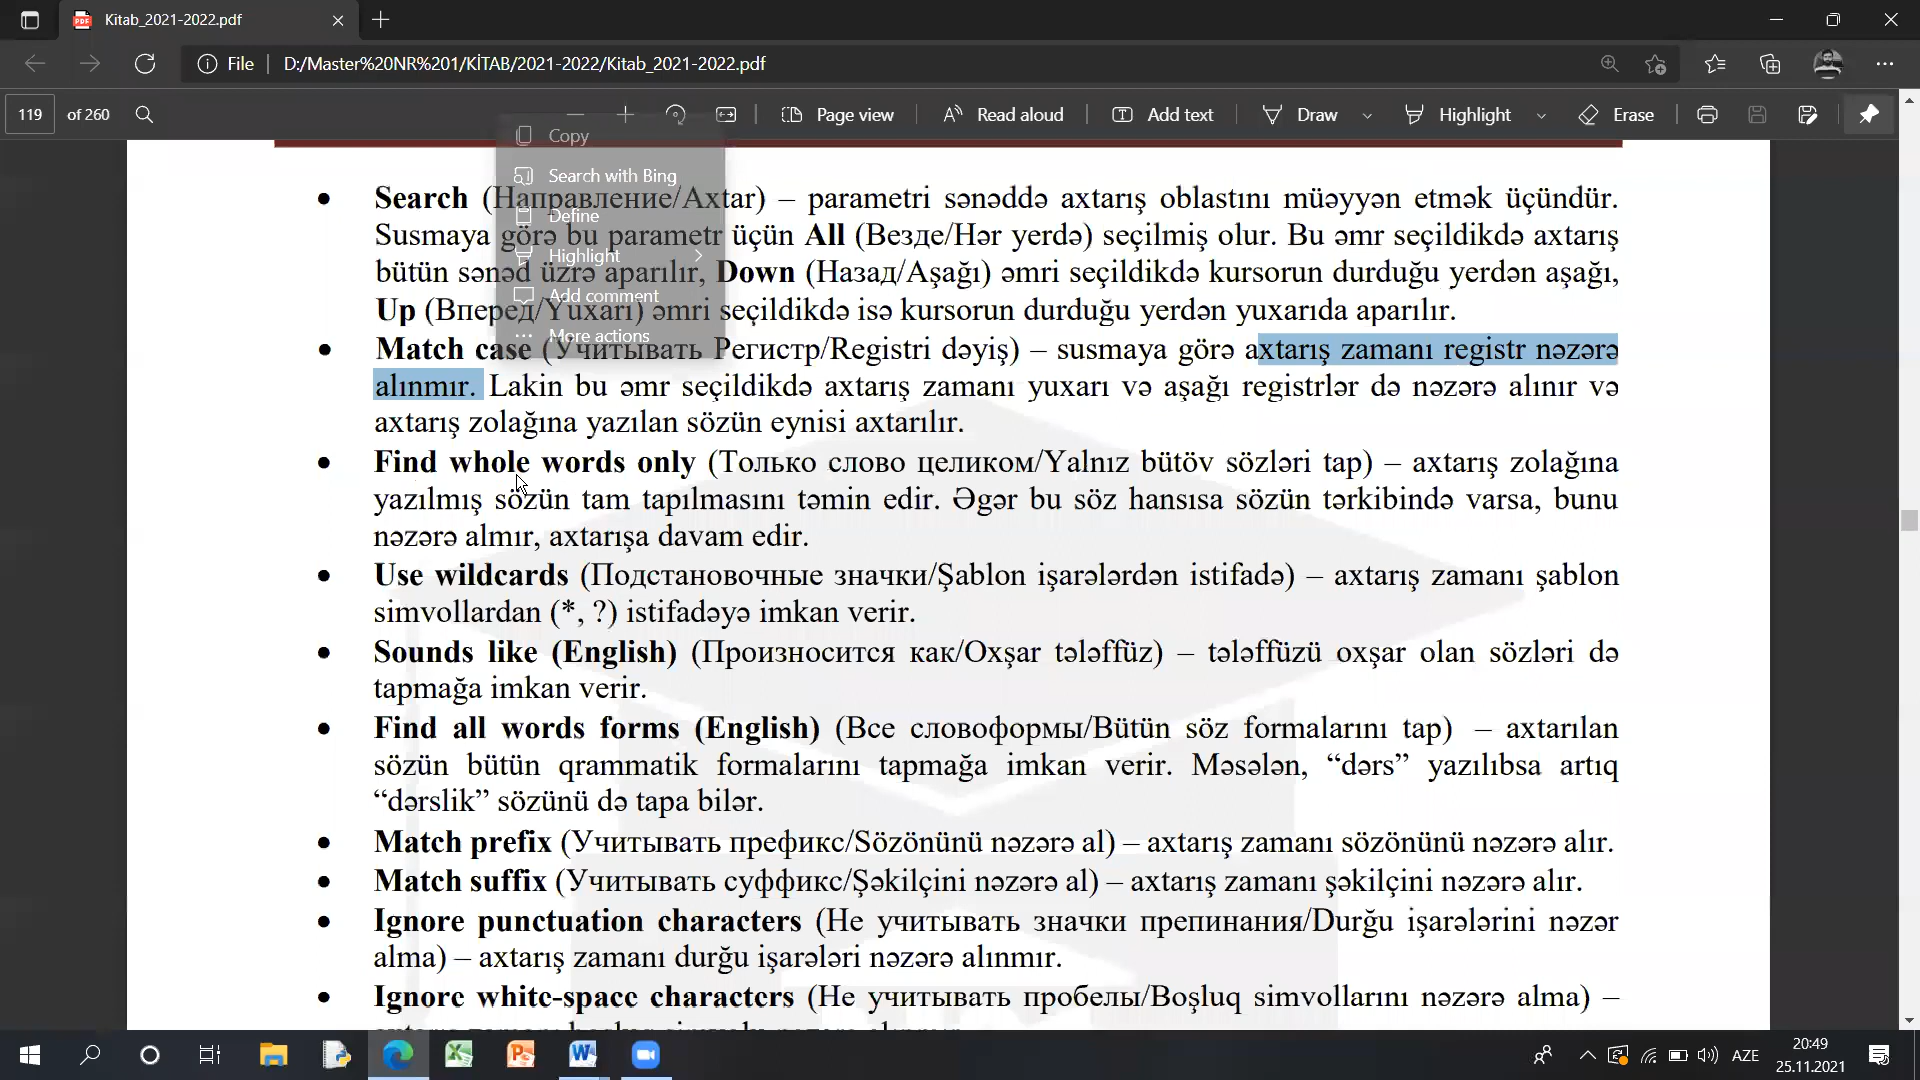 Kitab_2021-2022.pdf
File
D:/Master%20NR%201/KİTAB/2021-2022/Kitab_2021-2022.pdf
119 of 260
Page view
Read aloud
Add text
Draw
Highlight
Erase
Copy
Search with Bing
Define
Highlight
Add comment
More actions
• Search (Направление/Axtar) – parametri sənəddə axtarış oblastını müəyyən etmək üçündür.
Susmaya görə bu parametr üçün All (Везде/Hər yerdə) seçilmiş olur. Bu əmr seçildikdə axtarış
bütün sənəd üzrə aparılır, Down (Назад/Aşağı) əmri seçildikdə kursorun durduğu yerdən aşağı,
Up (Вперед/Yuxarı) əmri seçildikdə isə kursorun durduğu yerdən yuxarıda aparılır.
• Match case (Учитывать Регистр/Registri dəyiş) – susmaya görə axtarış zamanı registr nəzərə
alınmır. Lakin bu əmr seçildikdə axtarış zamanı yuxarı və aşağı registrlər də nəzərə alınır və
axtarış zolağına yazılan sözün eynisi axtarılır.
• Find whole words only (Только слово целиком/Yalnız bütöv sözləri tap) – axtarış zolağına
yazılmış sözün tam tapılmasını təmin edir. Əgər bu söz hansısa sözün tərkibində varsa, bunu
nəzərə almır, axtarışa davam edir.
• Use wildcards (Подстановочные значки/Şablon işarələrdən istifadə) – axtarış zamanı şablon
simvollardan (*, ?) istifadəyə imkan verir.
• Sounds like (English) (Произносится как/Oxşar tələffüz) – tələffüzü oxşar olan sözləri də
tapmağa imkan verir.
• Find all words forms (English) (Все словоформы/Bütün söz formalarını tap) – axtarılan
sözün bütün qrammatik formalarını tapmağa imkan verir. Məsələn, “dərs” yazılıbsa artıq
“dərslik” sözünü də tapa bilər.
• Match prefix (Учитывать префикс/Sözönünü nəzərə al) – axtarış zamanı sözönünü nəzərə alır.
• Match suffix (Учитывать суффикс/Şəkilçini nəzərə al) – axtarış zamanı şəkilçini nəzərə alır.
• Ignore punctuation characters (Не учитывать значки препинания/Durğu işarələrini nəzər
alma) – axtarış zamanı durğu işarələri nəzərə alınmır.
• Ignore white-space characters (Не учитывать пробелы/Boşluq simvollarını nəzərə alma) –
AZE
20:49
25.11.2021